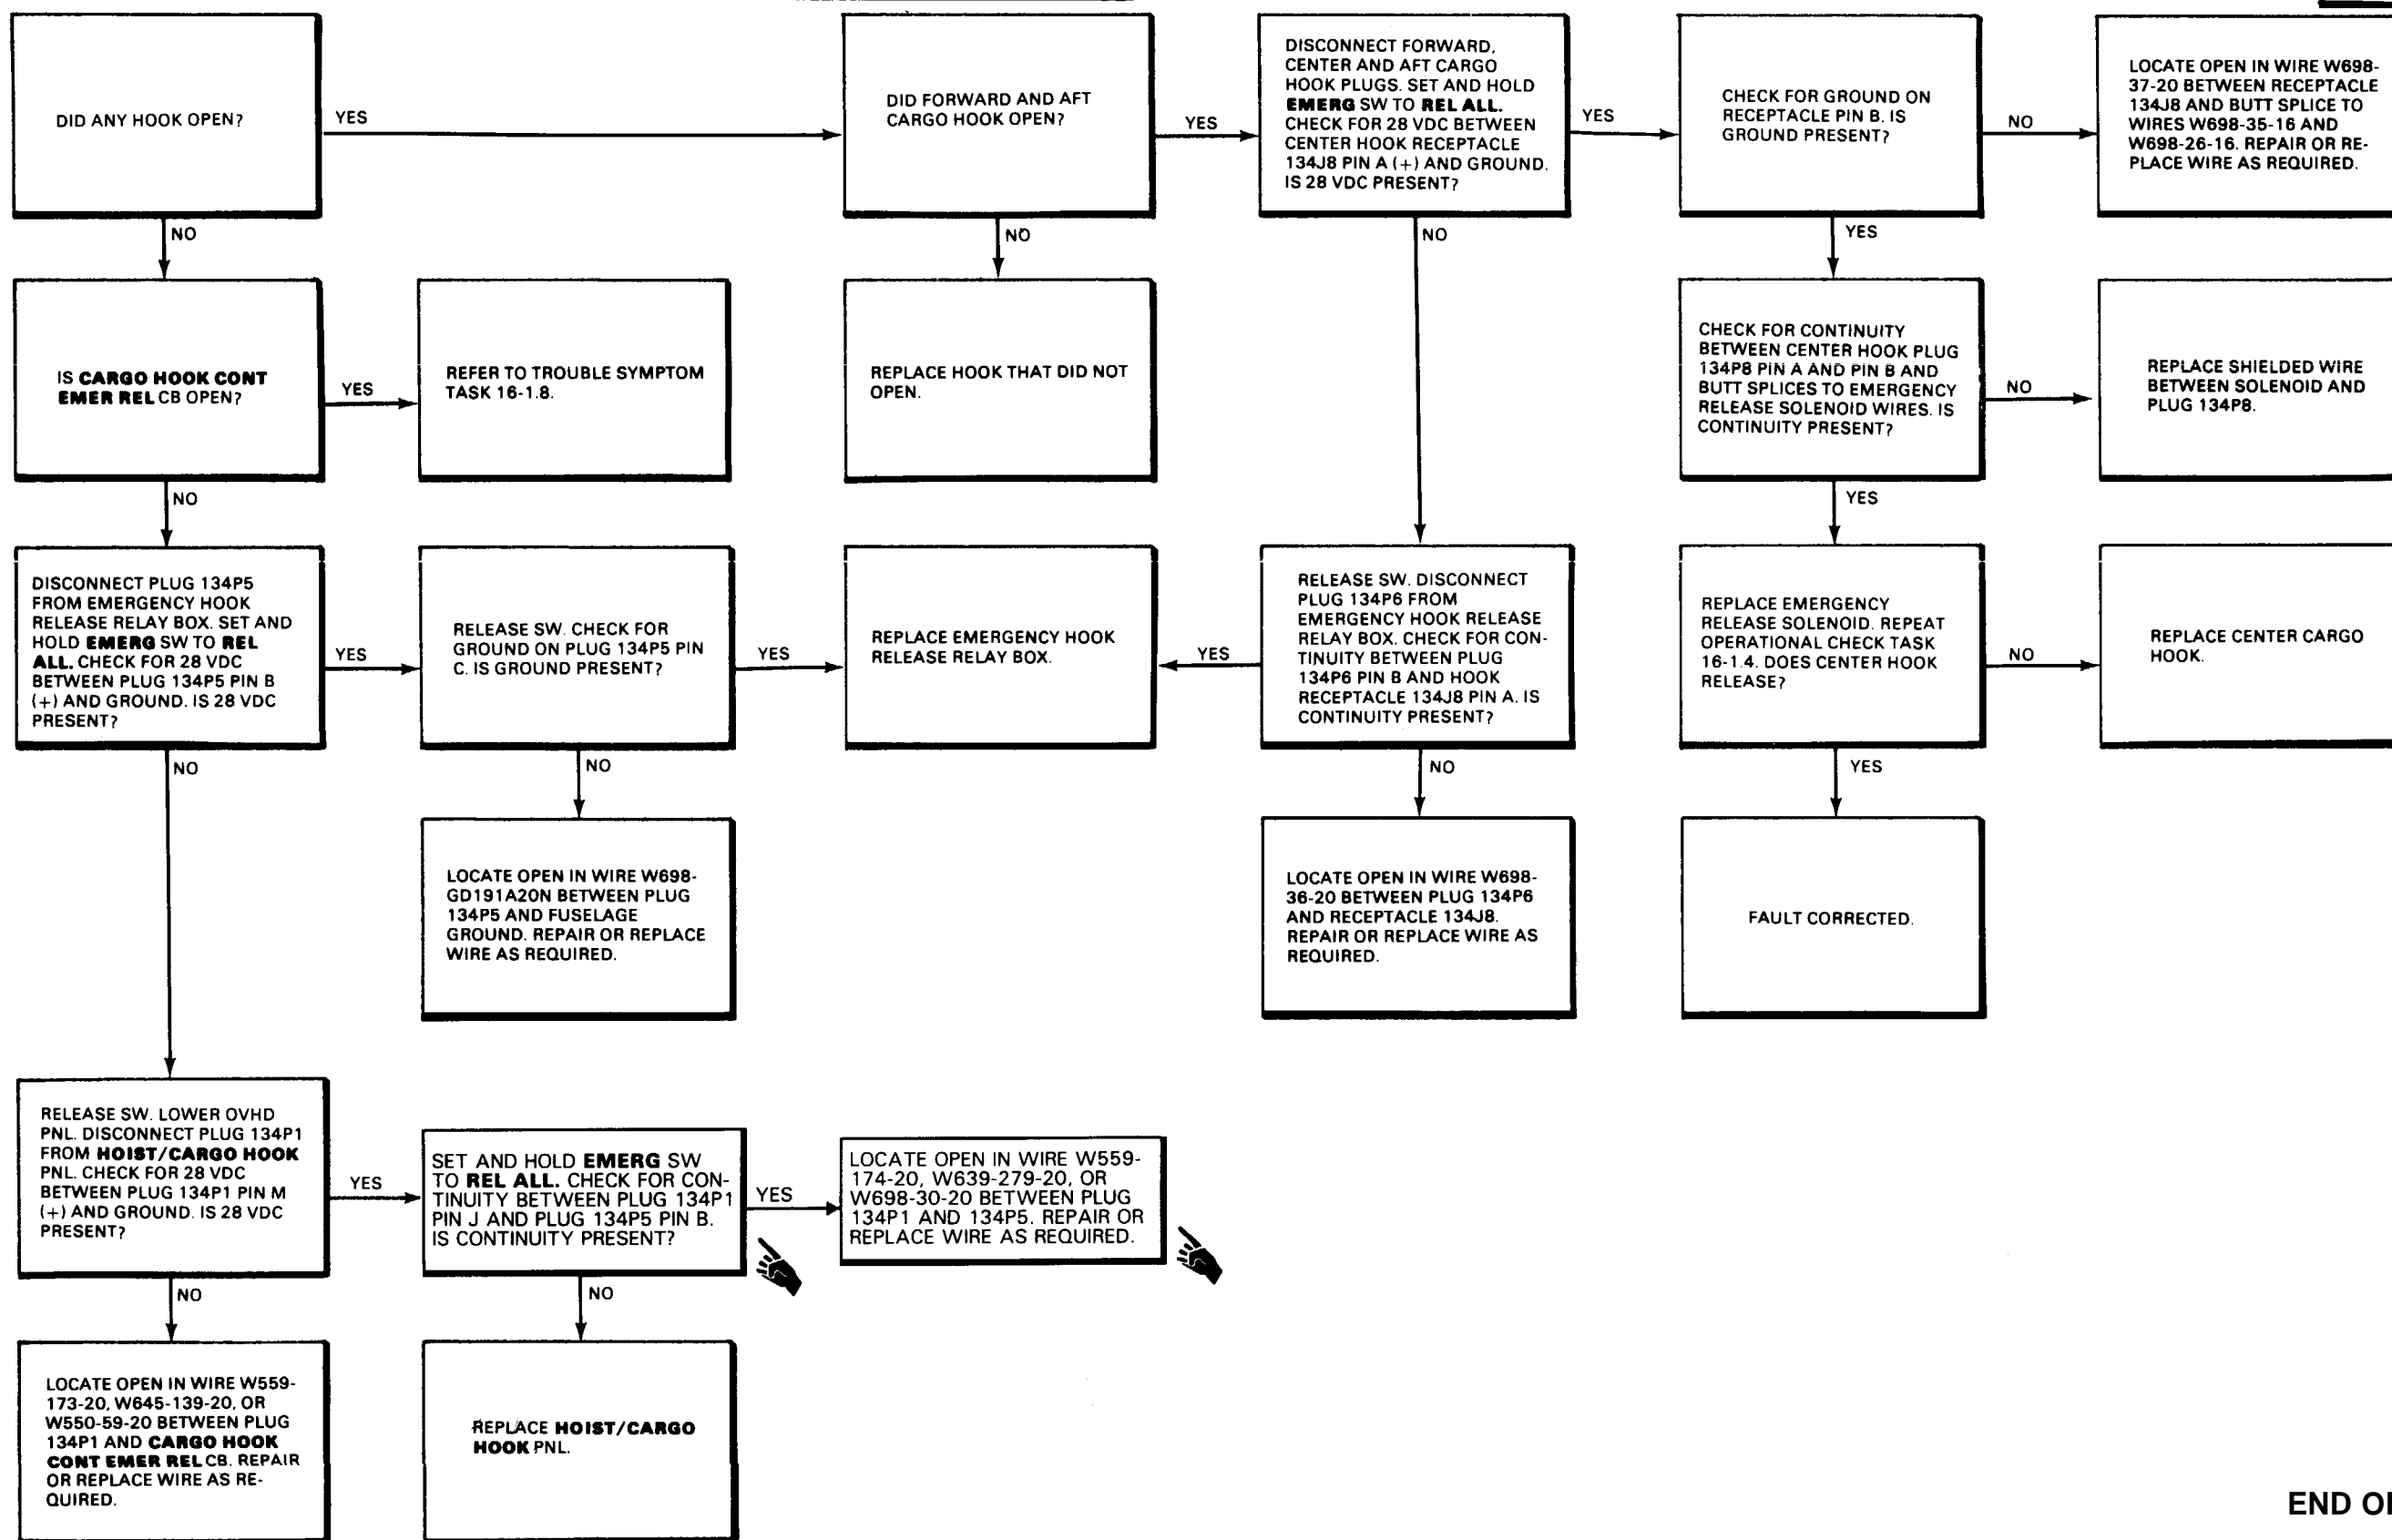 DID ANY HOOK OPEN?
YES
NO
DID FORWARD AND AFT
CARGO HOOK OPEN?
YES
NO
DISCONNECT FORWARD,
CENTER AND AFT CARGO
HOOK PLUGS. SET AND HOLD
EMERG SW TO REL ALL.
CHECK FOR 28 VDC BETWEEN
CENTER HOOK RECEPTACLE
134J8 PIN A (+) AND GROUND.
IS 28 VDC PRESENT?
YES
NO
CHECK FOR GROUND ON
RECEPTACLE PIN B. IS
GROUND PRESENT?
NO
YES
LOCATE OPEN IN WIRE W698-
37-20 BETWEEN RECEPTACLE
134J8 AND BUTT SPLICE TO
WIRES W698-35-16 AND
W698-26-16. REPAIR OR RE-
PLACE WIRE AS REQUIRED.
IS CARGO HOOK CONT
EMER REL CB OPEN?
YES
NO
REFER TO TROUBLE SYMPTOM
TASK 16-1.8.
REPLACE HOOK THAT DID NOT
OPEN.
CHECK FOR CONTINUITY
BETWEEN CENTER HOOK PLUG
134P8 PIN A AND PIN B AND
BUTT SPLICES TO EMERGENCY
RELEASE SOLENOID WIRES. IS
CONTINUITY PRESENT?
NO
YES
REPLACE SHIELDED WIRE
BETWEEN SOLENOID AND
PLUG 134P8.
DISCONNECT PLUG 134P5
FROM EMERGENCY HOOK
RELEASE RELAY BOX. SET AND
HOLD EMERG SW TO REL
ALL. CHECK FOR 28 VDC
BETWEEN PLUG 134P5 PIN B
(+) AND GROUND. IS 28 VDC
PRESENT?
YES
NO
RELEASE SW. CHECK FOR
GROUND ON PLUG 134P5 PIN
C. IS GROUND PRESENT?
YES
NO
REPLACE EMERGENCY HOOK
RELEASE RELAY BOX.
YES
RELEASE SW. DISCONNECT
PLUG 134P6 FROM
EMERGENCY HOOK RELEASE
RELAY BOX. CHECK FOR CON-
TINUITY BETWEEN PLUG
134P6 PIN B AND HOOK
RECEPTACLE 134J8 PIN A. IS
CONTINUITY PRESENT?
NO
REPLACE EMERGENCY
RELEASE SOLENOID. REPEAT
OPERATIONAL CHECK TASK
16-1.4. DOES CENTER HOOK
RELEASE?
NO
YES
REPLACE CENTER CARGO
HOOK.
LOCATE OPEN IN WIRE W698-
GD191A20N BETWEEN PLUG
134P5 AND FUSELAGE
GROUND. REPAIR OR REPLACE
WIRE AS REQUIRED.
LOCATE OPEN IN WIRE W698-
36-20 BETWEEN PLUG 134P6
AND RECEPTACLE 134J8.
REPAIR OR REPLACE WIRE AS
REQUIRED.
FAULT CORRECTED.
RELEASE SW. LOWER OVHD
PNL. DISCONNECT PLUG 134P1
FROM HOIST/CARGO HOOK
PNL. CHECK FOR 28 VDC
BETWEEN PLUG 134P1 PIN M
(+) AND GROUND. IS 28 VDC
PRESENT?
YES
NO
SET AND HOLD EMERG SW
TO REL ALL. CHECK FOR CON-
TINUITY BETWEEN PLUG 134P1
PIN J AND PLUG 134P5 PIN B.
IS CONTINUITY PRESENT?
YES
NO
LOCATE OPEN IN WIRE W559-
174-20, W639-279-20, OR
W698-30-20 BETWEEN PLUG
134P1 AND 134P5. REPAIR OR
REPLACE WIRE AS REQUIRED.
LOCATE OPEN IN WIRE W559-
173-20, W645-139-20, OR
W550-59-20 BETWEEN PLUG
134P1 AND CARGO HOOK
CONT EMER REL CB. REPAIR
OR REPLACE WIRE AS RE-
QUIRED.
REPLACE HOIST/CARGO
HOOK PNL.
END